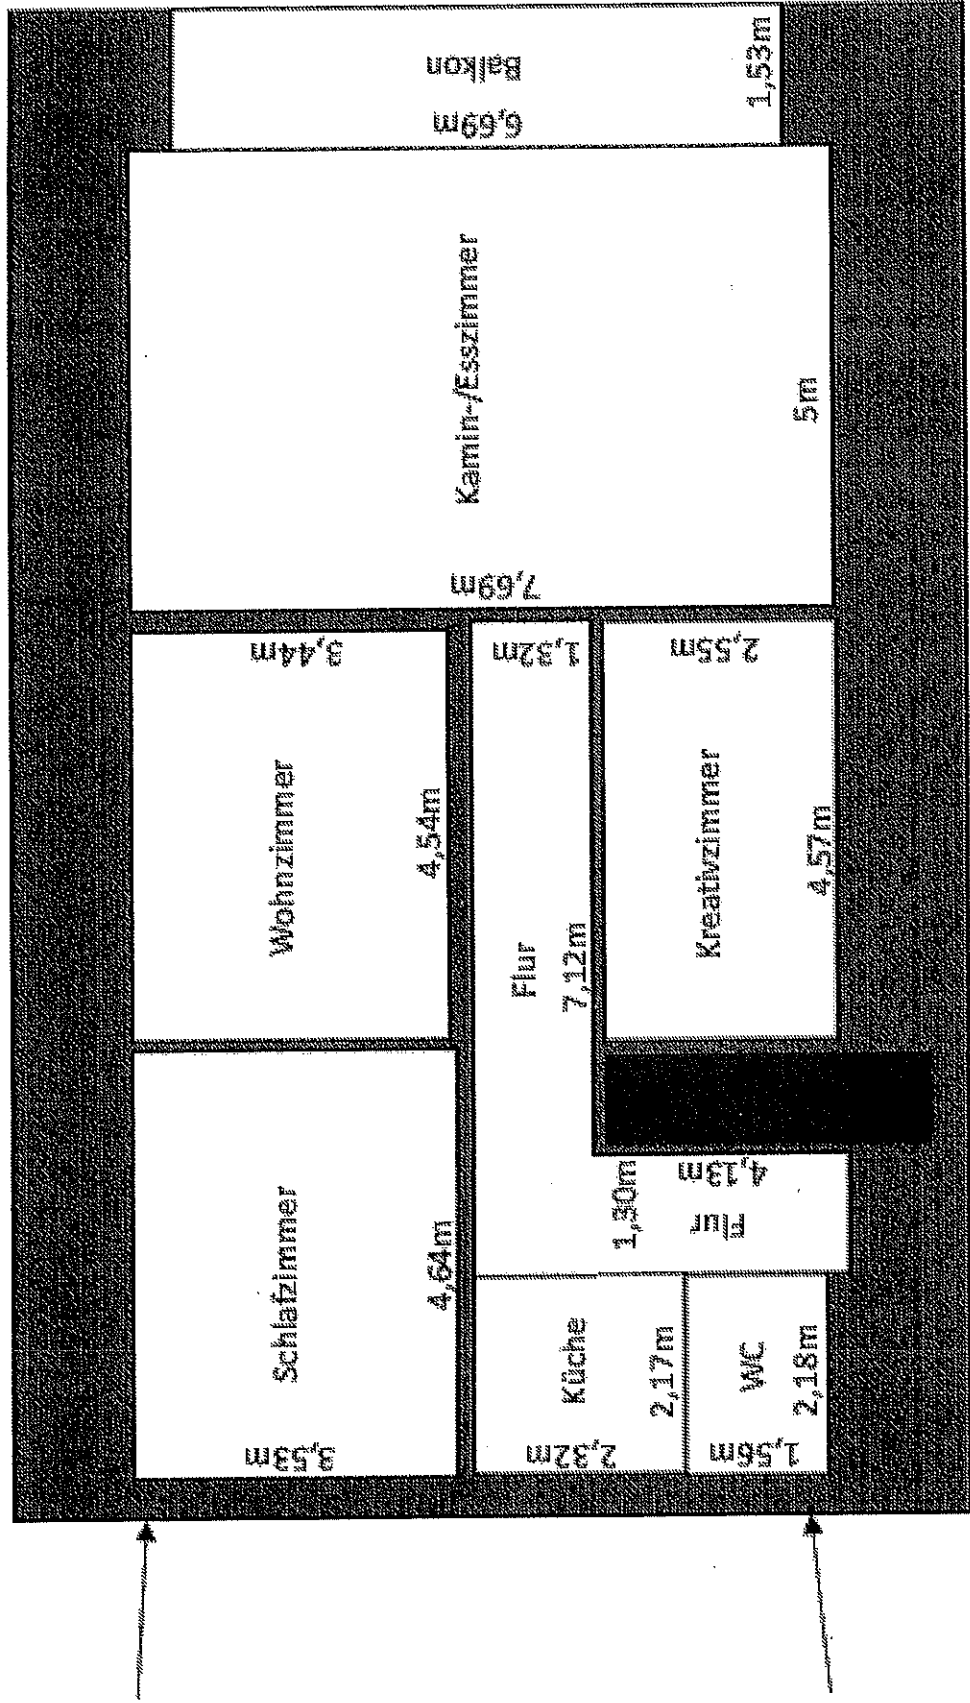 Balkon
6,69m
1,53m
Kamin-/Esszimmer
7,69m
5m
Wohnzimmer
3,44m
4,54m
Flur
1,32m
7,12m
Kreativzimmer
2,55m
4,57m
Schlafzimmer
3,53m
4,64m
Flur
1,30m
4,13m
Küche
2,32m
2,17m
WC
1,56m
2,18m